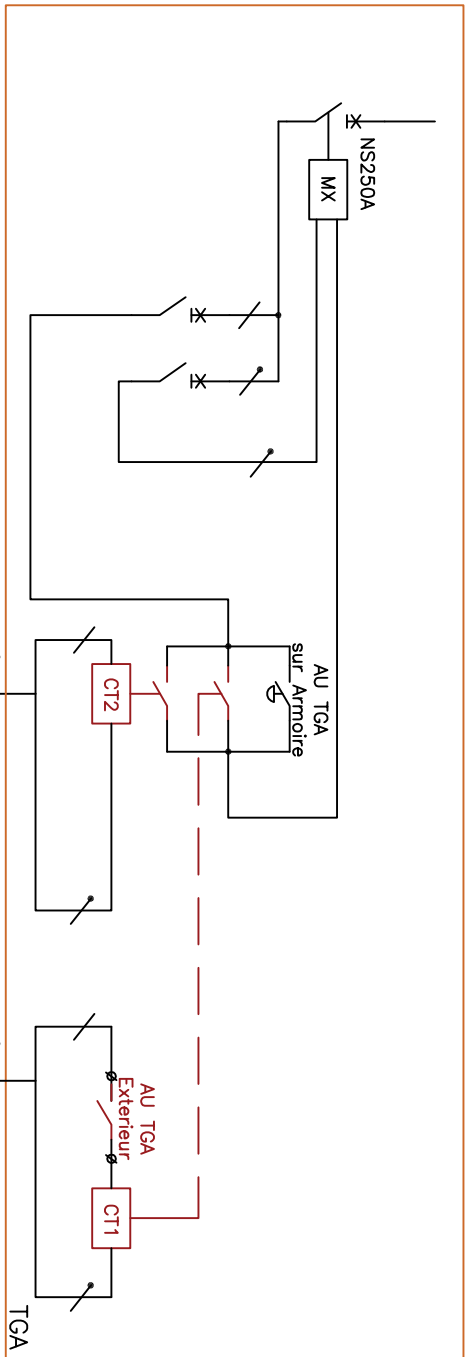 NS250A
MX
AU TGA
sur Armoire
CT2
AU TGA
Exterieur
CT1
TGA